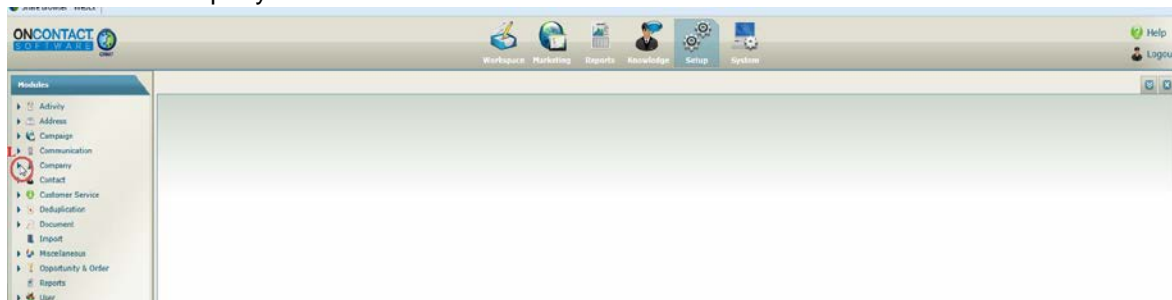 ONCONTACT
SOFTWARE
Workspace Marketing Reports Knowledge Setup System
Help
Logou
Modules
Activity
Address
Campaign
Communication
L
Company
Contact
Customer Service
Deduplication
Document
Import
Miscellaneous
Opportunity & Order
Reports
User